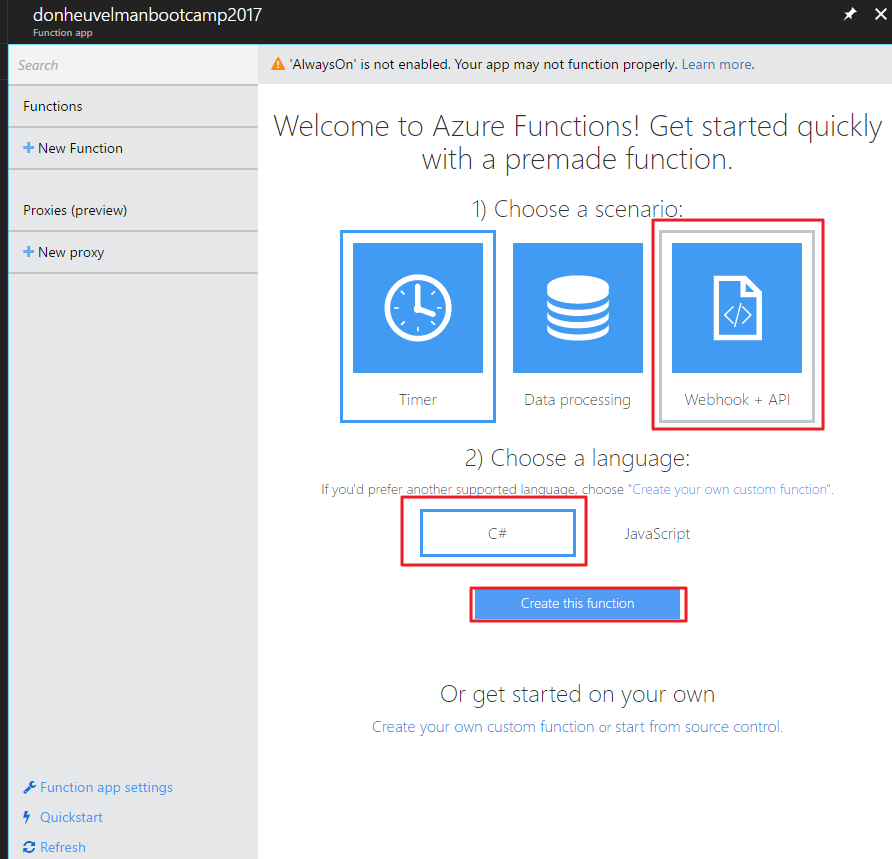 donheuvelmanbootcamp2017
Function app
Search
Functions
New Function
Proxies (preview)
New proxy
Function app settings
Quickstart
Refresh
'AlwaysOn' is not enabled. Your app may not function properly. Learn more.
Welcome to Azure Functions! Get started quickly
with a premade function.
1) Choose a scenario:
Timer
Data processing
Webhook + API
</>
2) Choose a language:
If you'd prefer another supported language, choose "Create your own custom function".
C#
JavaScript
Create this function
Or get started on your own
Create your own custom function or start from source control.